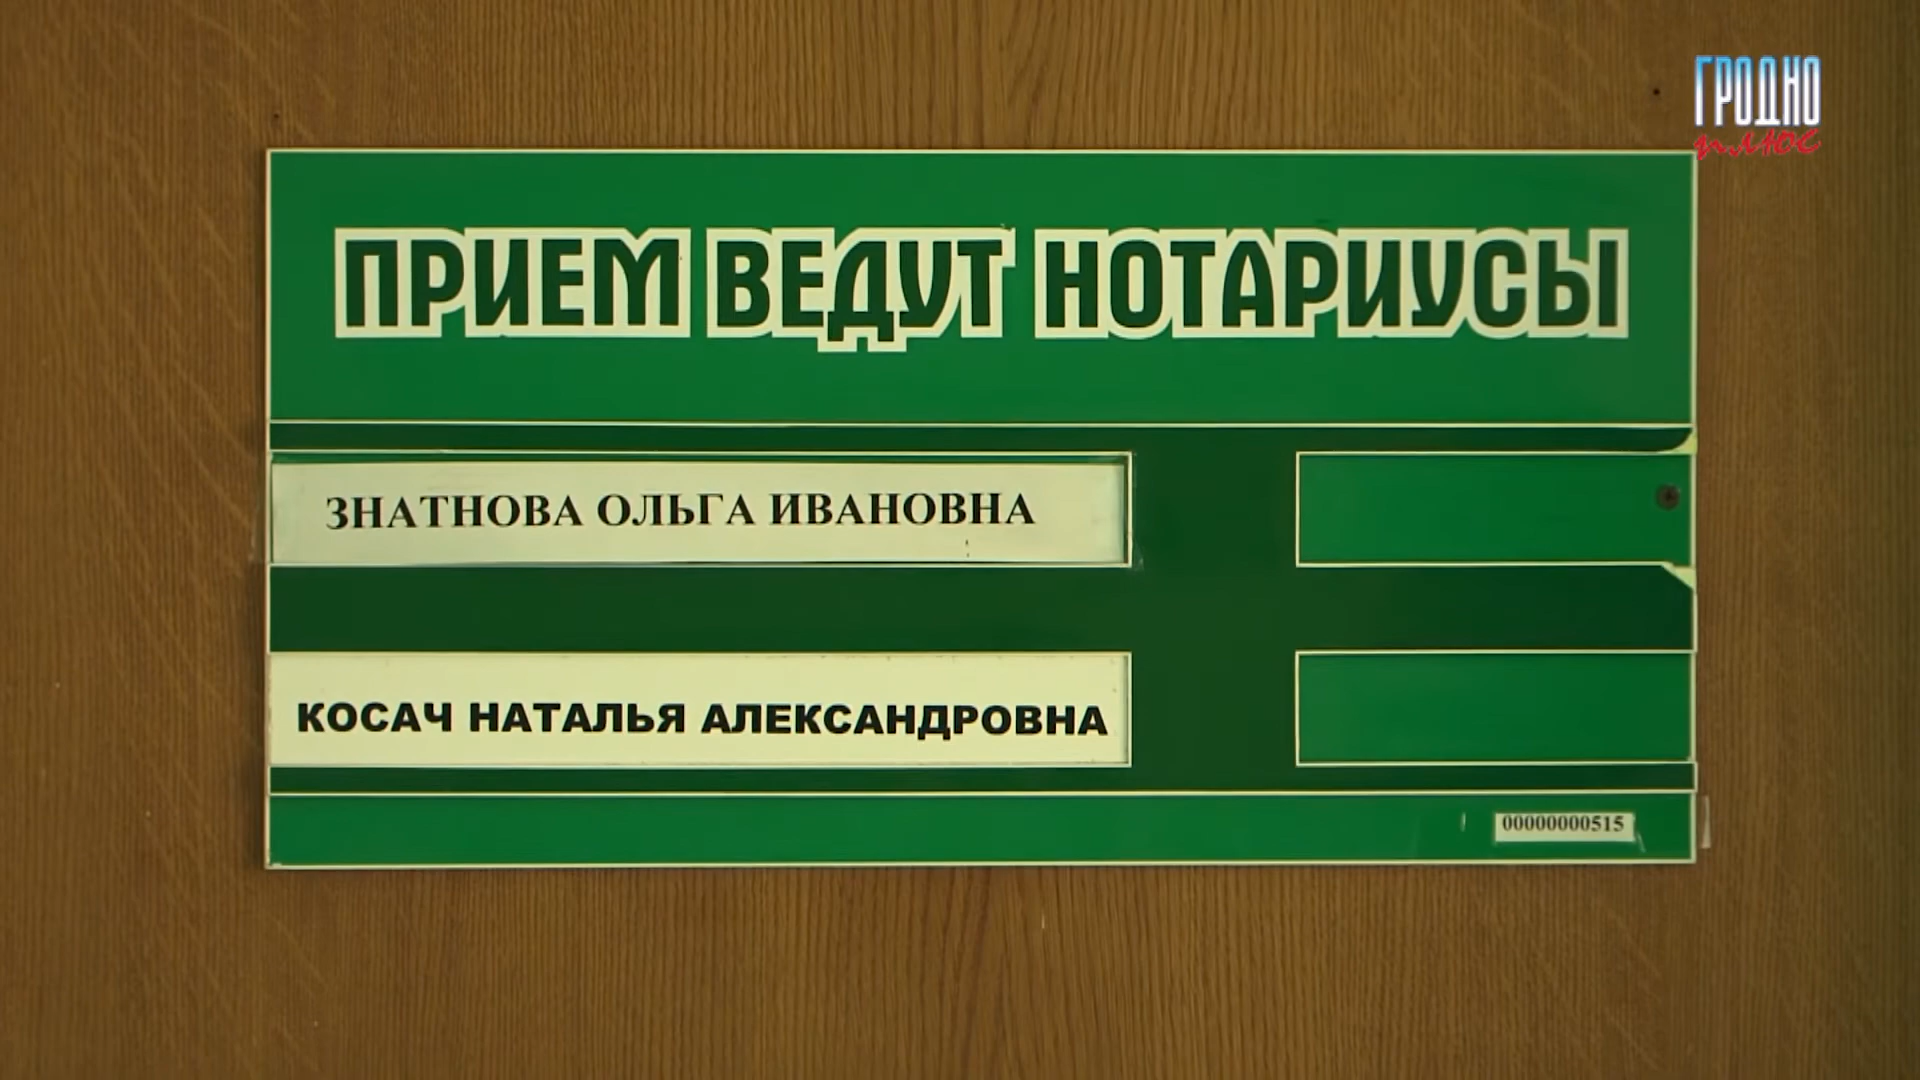 ГРОДНО
плюс
ПРИЕМ ВЕДУТ НОТАРИУСЫ
ЗНАТНОВА ОЛЬГА ИВАНОВНА
КОСАЧ НАТАЛЬЯ АЛЕКСАНДРОВНА
00000000515